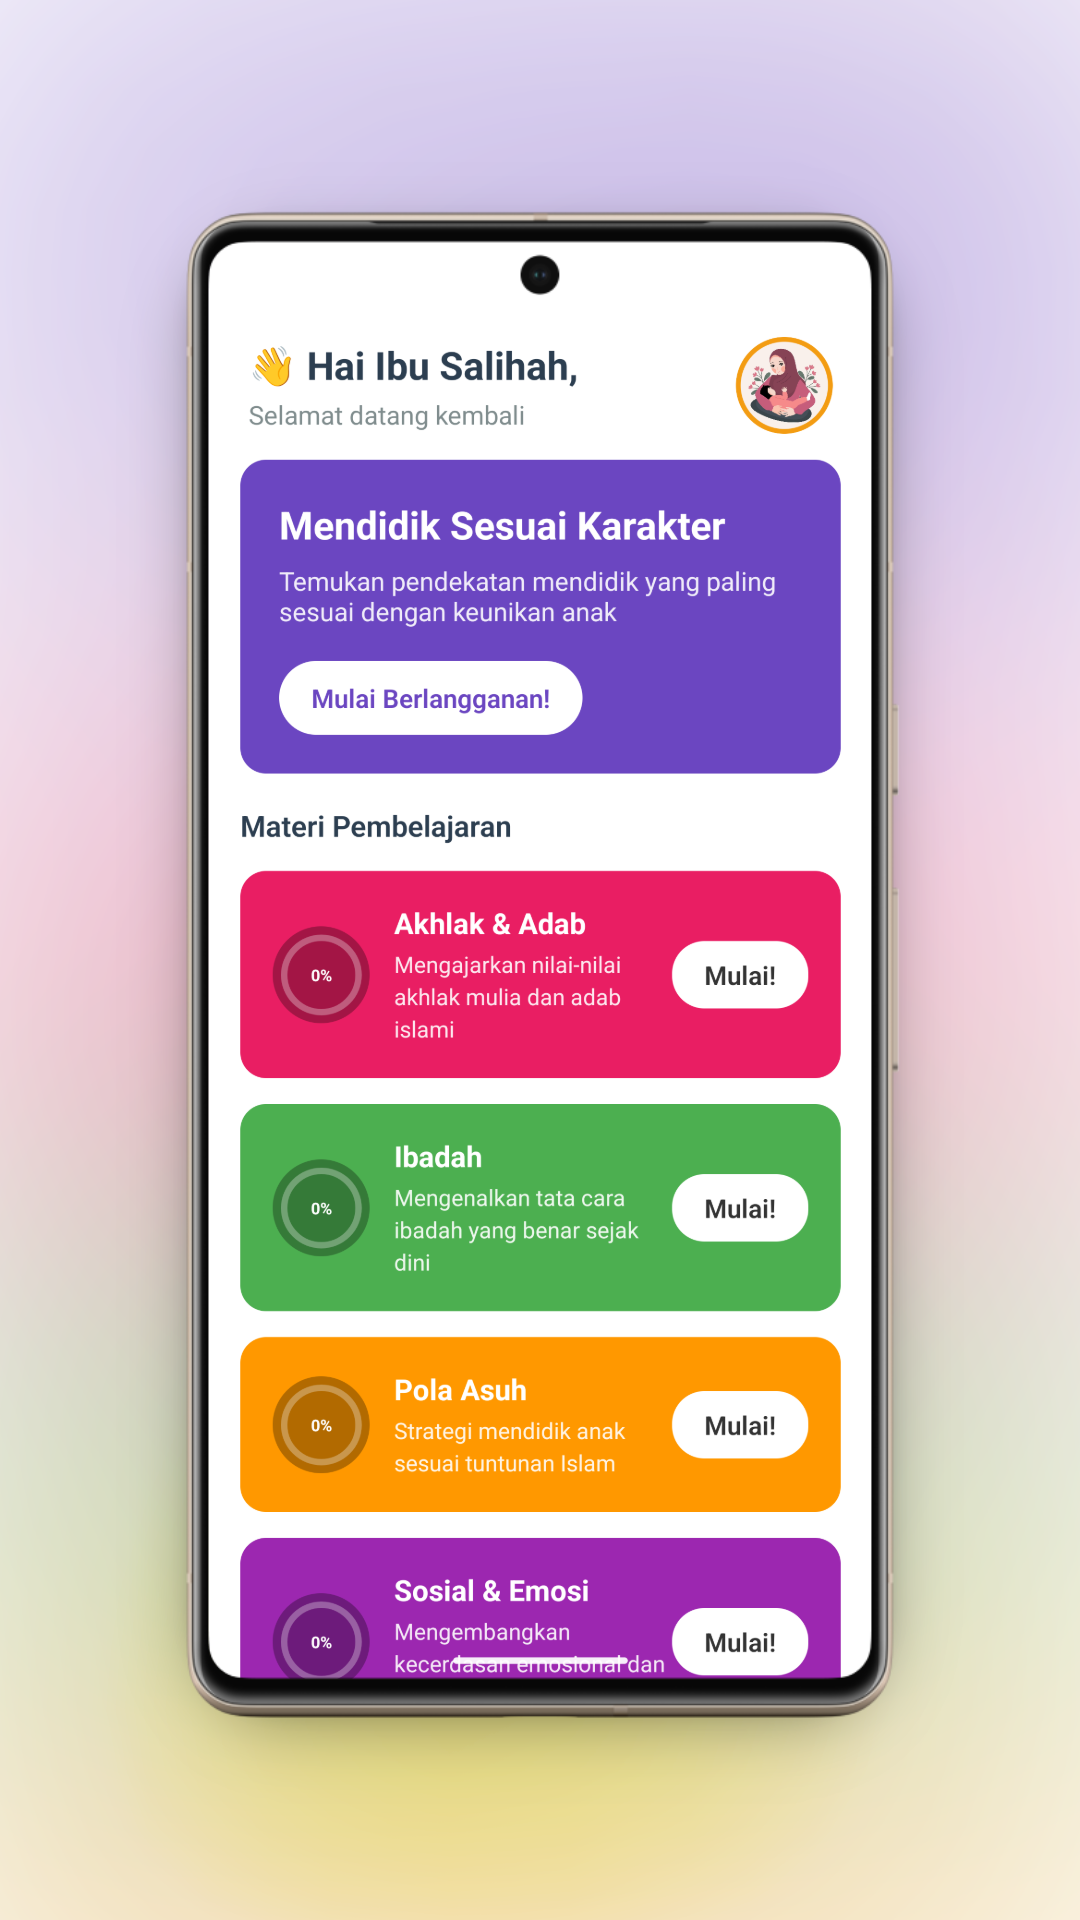 👋 Hai Ibu Salihah,
Selamat datang kembali
Mendidik Sesuai Karakter
Temukan pendekatan mendidik yang paling
sesuai dengan keunikan anak
Mulai Berlangganan!
Materi Pembelajaran
Akhlak & Adab
0%
Mengajarkan nilai-nilai
akhlak mulia dan adab
islami
Mulai!
Ibadah
0%
Mengenalkan tata cara
ibadah yang benar sejak
dini
Mulai!
Pola Asuh
0%
Strategi mendidik anak
sesuai tuntunan Islam
Mulai!
Sosial & Emosi
0%
Mengembangkan
kecerdasan emosional dan
Mulai!